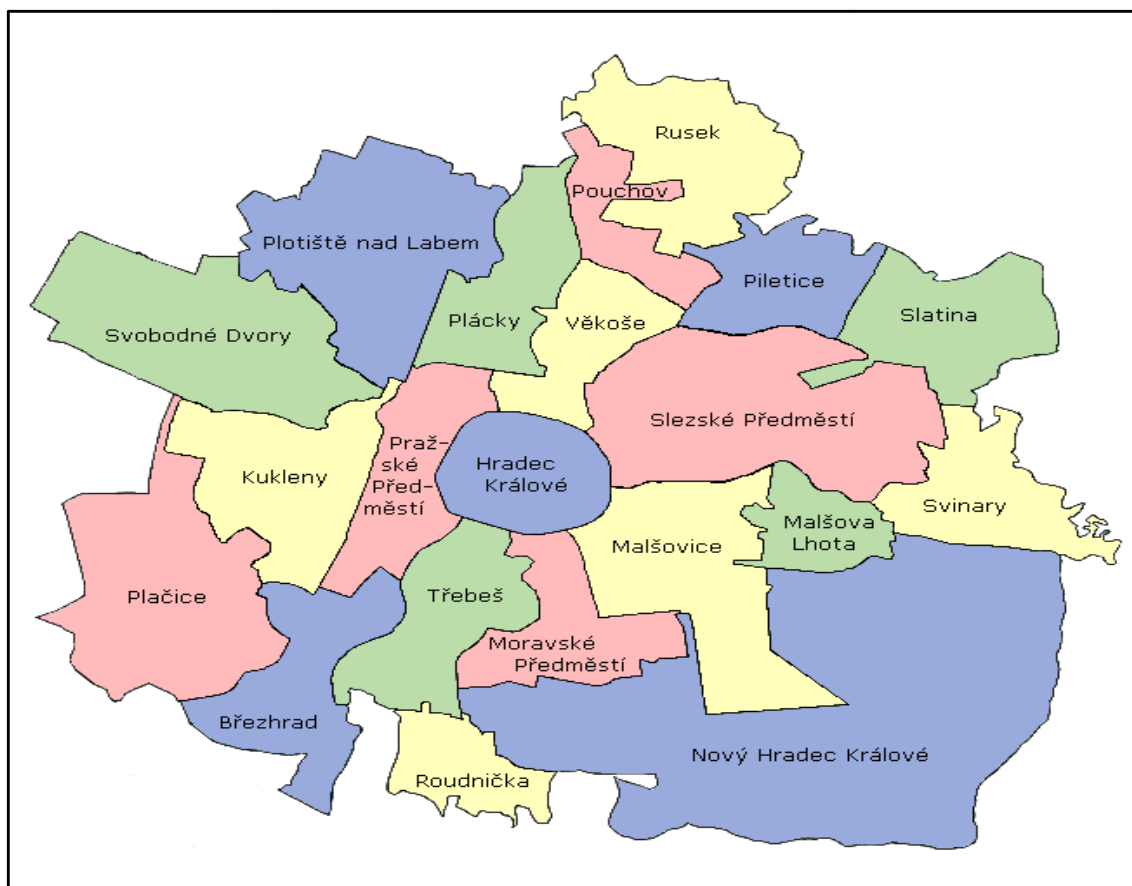 Rusek
Pouchov
Plotiště nad Labem
Piletice
Slatina
Plácky
Věkoše
Svobodné Dvory
Slezské Předměstí
Praž-
ské
Před-
městí
Hradec
Králové
Kukleny
Svinary
Malšova
Lhota
Malšovice
Plačice
Třebeš
Moravské
Předměstí
Břežhrad
Nový Hradec Králové
Roudnička